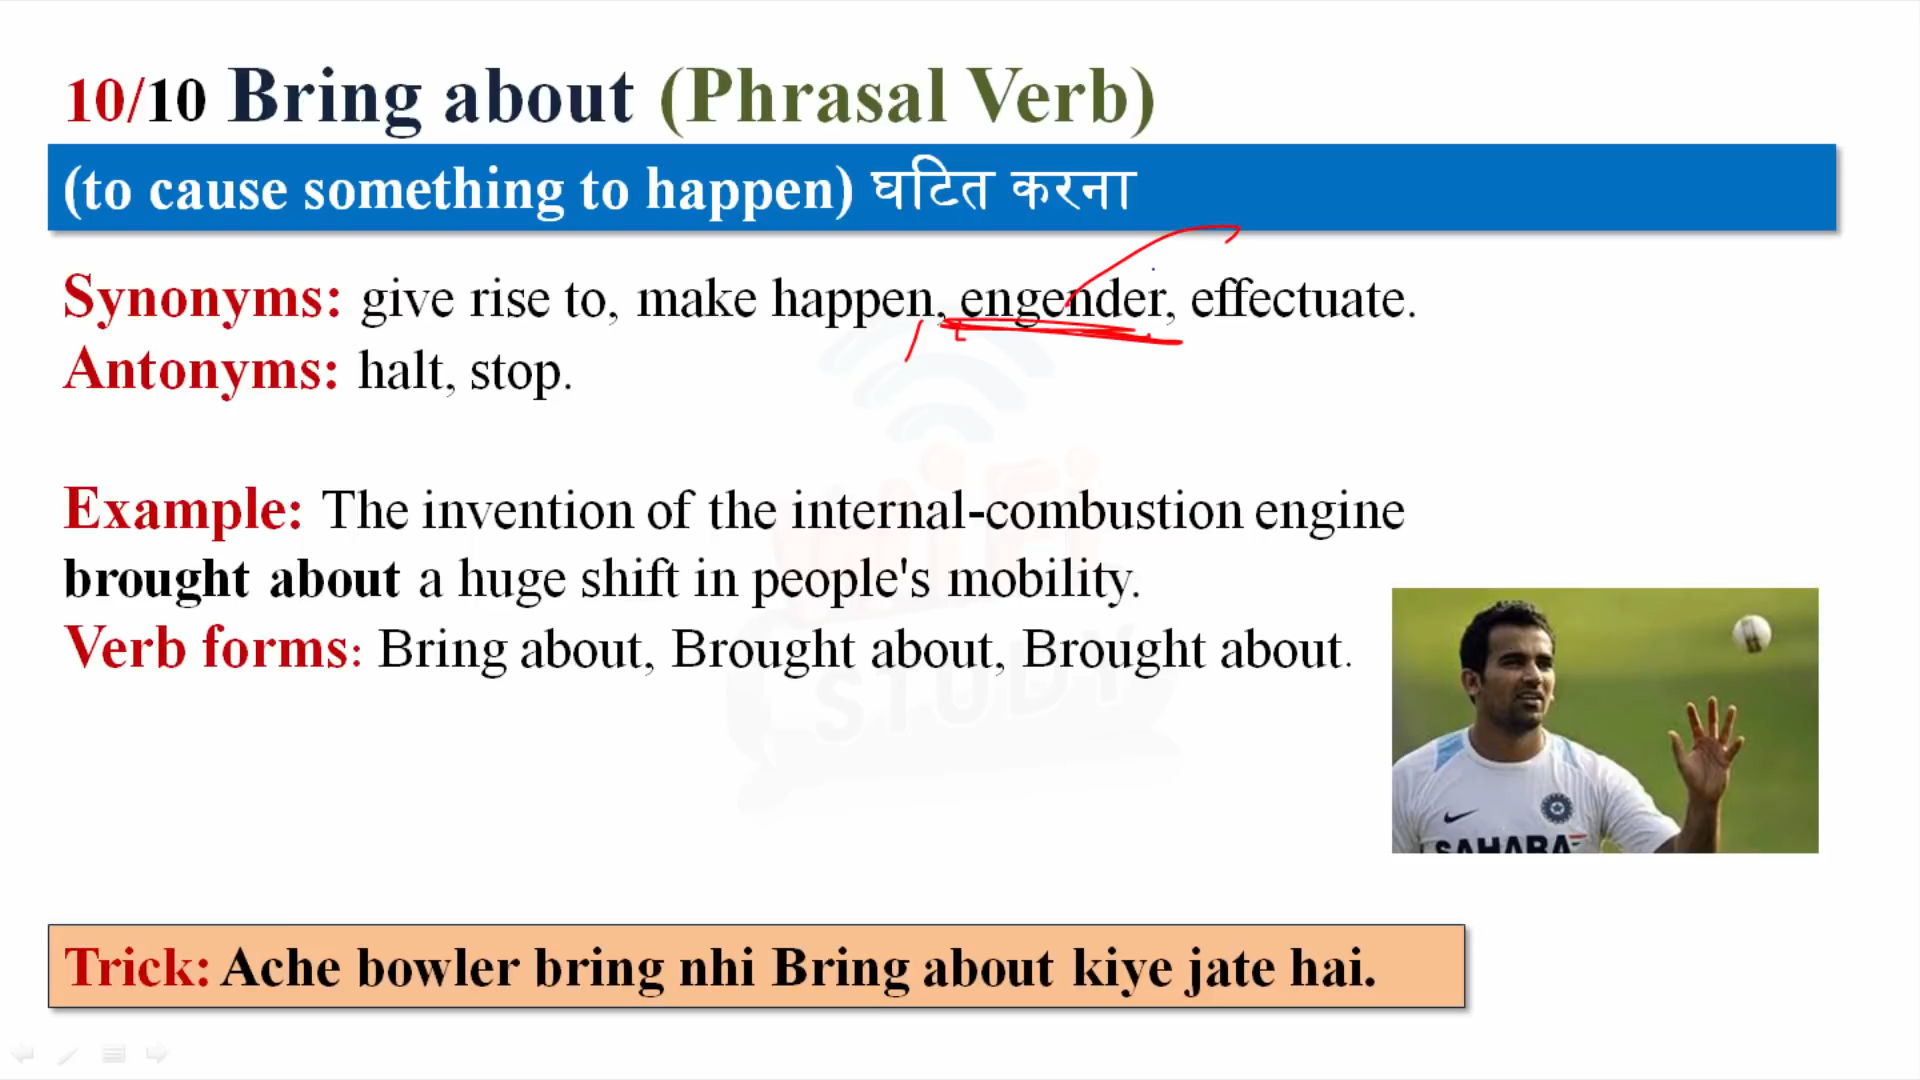 10/10 Bring about (Phrasal Verb)
(to cause something to happen) घटित करना
Synonyms: give rise to, make happen, engender, effectuate.
Antonyms: halt, stop.
Example: The invention of the internal-combustion engine
brought about a huge shift in people's mobility.
Verb forms: Bring about, Brought about, Brought about.
WiFi
STUDY
SAHARA
Trick: Ache bowler bring nhi Bring about kiye jate hai.